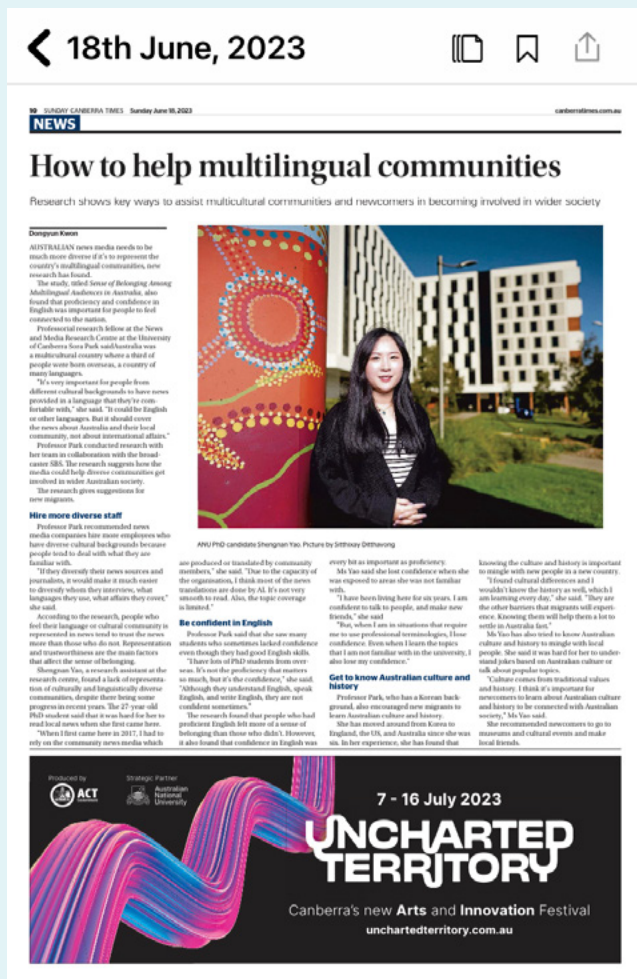 18th June, 2023
10 SUNDAY CANBERRA TIMES Sunday June 18, 2023
canberratimes.com.au
NEWS
How to help multilingual communities
Research shows key ways to assist multicultural communities and newcomers in becoming involved in wider society
Dongyun Kwon
AUSTRALIAN news media needs to be
much more diverse if it's to represent the
country's multilingual communities, new
research has found.
The study, titled Sense of Belonging Among
Multilingual Audiences in Australia, also
found that proficiency and confidence in
English was important for people to feel
connected to the nation.
Professorial research fellow at the News
and Media Research Centre at the University
of Canberra Sora Park saidAustralia was
a multicultural country where a third of
people were born overseas, a country of
many languages.
"It's very important for people from
different cultural backgrounds to have news
provided in a language that they're com-
fortable with," she said. "It could be English
or other languages. But it should cover
the news about Australia and their local
community, not about international affairs."
Professor Park conducted research with
her team in collaboration with the broad-
caster SBS. The research suggests how the
media could help diverse communities get
involved in wider Australian society.
The research gives suggestions for
new migrants.
Hire more diverse staff
Professor Park recommended news
media companies hire more employees who
have diverse cultural backgrounds because
people tend to deal with what they are
familiar with.
"If they diversify their news sources and
journalists, it would make it much easier
to diversify whom they interview, what
languages they use, what affairs they cover,"
she said.
According to the research, people who
feel their language or cultural community is
represented in news tend to trust the news
more than those who do not. Representation
and trustworthiness are the main factors
that affect the sense of belonging.
Shengnan Yao, a research assistant at the
research centre, found a lack of representa-
tion of culturally and linguistically diverse
communities, despite there being some
progress in recent years. The 27-year-old
PhD student said that it was hard for her to
read local news when she first came here.
"When I first came here in 2017, I had to
rely on the community news media which
ANU PhD candidate Shengnan Yao. Picture by Sitthixay Ditthavong
are produced or translated by community
members," she said. "Due to the capacity of
the organisation, I think most of the news
translations are done by AI. It's not very
smooth to read. Also, the topic coverage
is limited."
Be confident in English
Professor Park said that she saw many
students who sometimes lacked confidence
even though they had good English skills.
"I have lots of PhD students from over-
seas. It's not the proficiency that matters
so much, but it's the confidence," she said.
"Although they understand English, speak
English, and write English, they are not
confident sometimes."
The research found that people who had
proficient English felt more of a sense of
belonging than those who didn't. However,
it also found that confidence in English was
every bit as important as proficiency.
Ms Yao said she lost confidence when she
was exposed to areas she was not familiar
with.
"I have been living here for six years. I am
confident to talk to people, and make new
friends," she said
"But, when I am in situations that require
me to use professional terminologies, I lose
confidence. Even when I learn the topics
that I am not familiar with in the university, I
also lose my confidence."
Get to know Australian culture and
history
Professor Park, who has a Korean back-
ground, also encouraged new migrants to
learn Australian culture and history.
She has moved around from Korea to
England, the US, and Australia since she was
six. In her experience, she has found that
knowing the culture and history is important
to mingle with new people in a new country.
"I found cultural differences and I
wouldn't know the history as well, which I
am learning every day," she said. "They are
the other barriers that migrants will experi-
ence. Knowing them will help them a lot to
settle in Australia fast."
Ms Yao has also tried to know Australian
culture and history to mingle with local
people. She said it was hard for her to under-
stand jokes based on Australian culture or
talk about popular topics.
"Culture comes from traditional values
and history. I think it's important for
newcomers to learn about Australian culture
and history to be connected with Australian
society," Ms Yao said.
She recommended newcomers to go to
museums and cultural events and make
local friends.
Produced by
ACT
Strategic Partner
Australian
National
University
7 - 16 July 2023
UNCHARTED
TERRITORY
Canberra's new Arts and Innovation Festival
unchartedterritory.com.au